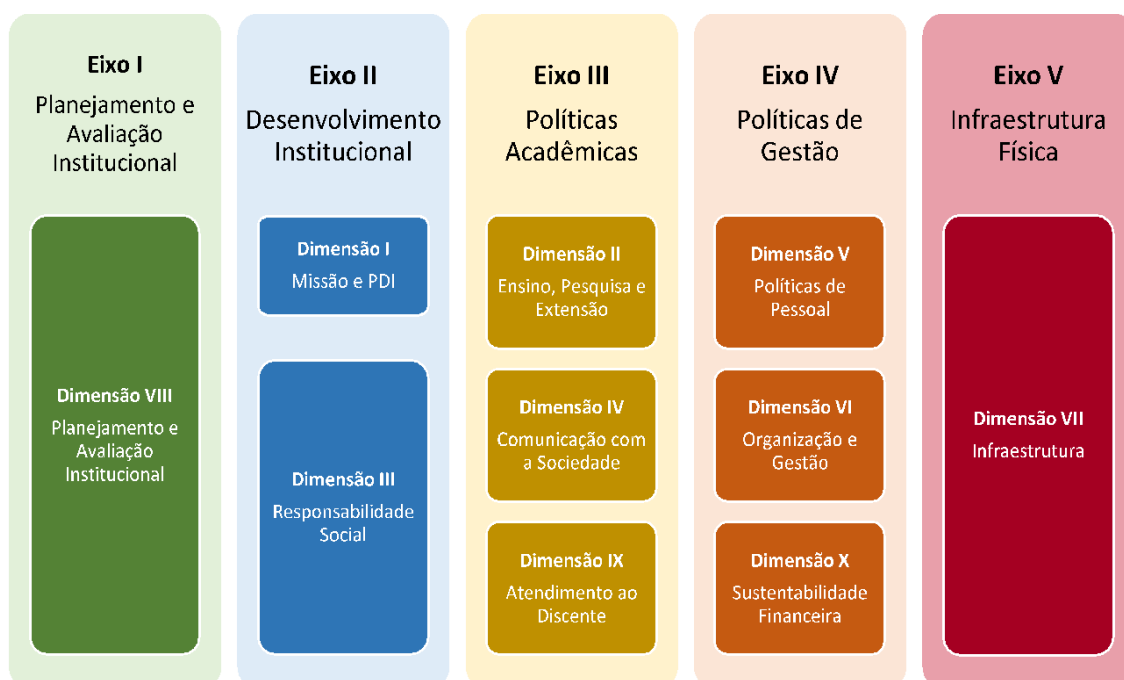 Eixo I
Planejamento e
Avaliação
Institucional
Dimensão VIII
Planejamento e
Avaliação
Institucional
Eixo II
Desenvolvimento
Institucional
Dimensão I
Missão e PDI
Dimensão III
Responsabilidade
Social
Eixo III
Políticas
Acadêmicas
Dimensão II
Ensino, Pesquisa e
Extensão
Dimensão IV
Comunicação com
a Sociedade
Dimensão IX
Atendimento ao
Discente
Eixo IV
Políticas de
Gestão
Dimensão V
Políticas de
Pessoal
Dimensão VI
Organização e
Gestão
Dimensão X
Sustentabilidade
Financeira
Eixo V
Infraestrutura
Física
Dimensão VII
Infraestrutura